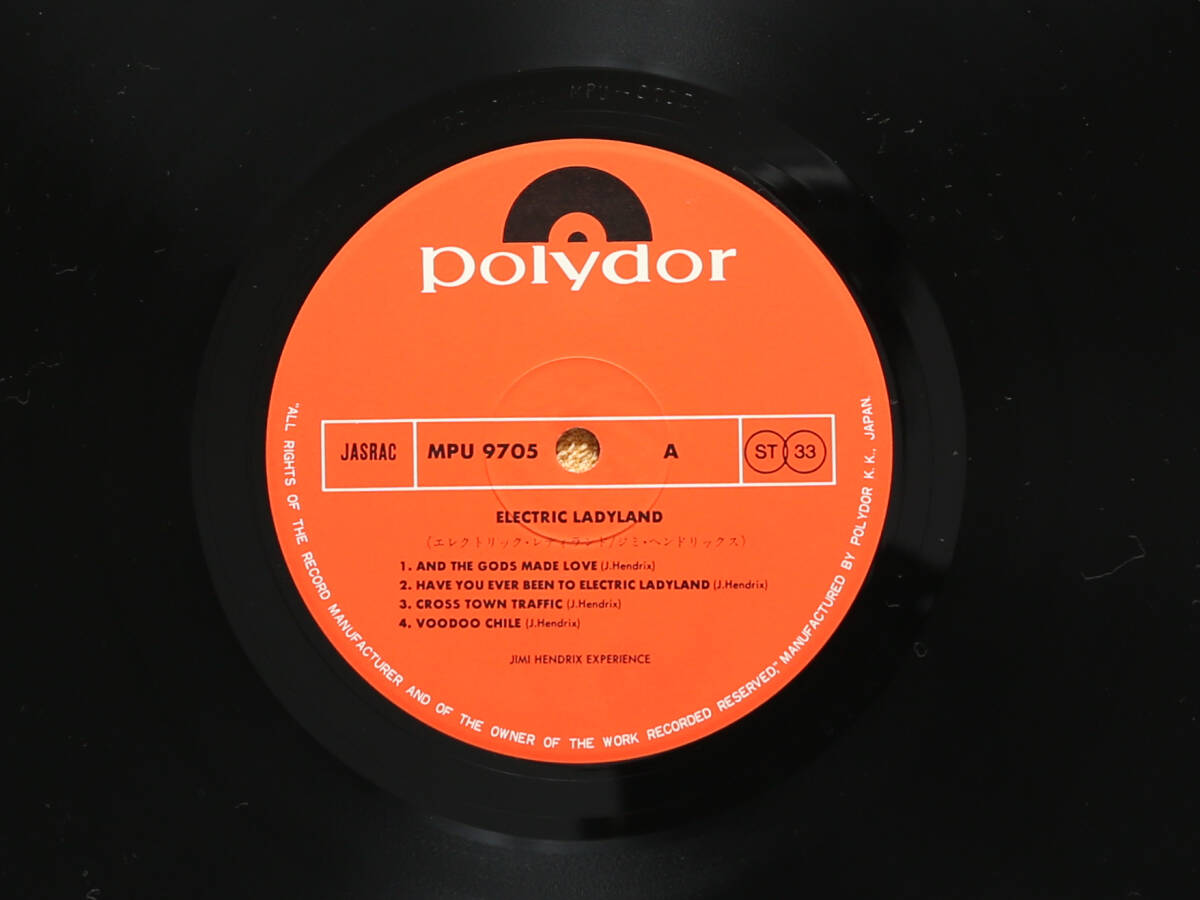 polydor
JASRAC
MPU 9705
A
ST 33
ELECTRIC LADYLAND
《エレクトリック・レディランド/ジミ・ヘンドリックス》
1. AND THE GODS MADE LOVE (J.Hendrix)
2. HAVE YOU EVER BEEN TO ELECTRIC LADYLAND (J.Hendrix)
3. CROSS TOWN TRAFFIC (J.Hendrix)
4. VOODOO CHILE (J.Hendrix)
JIMI HENDRIX EXPERIENCE
"ALL RIGHTS OF THE RECORD MANUFACTURER AND OF THE OWNER OF THE WORK RECORDED RESERVED," MANUFACTURED BY POLYDOR K.K., JAPAN.